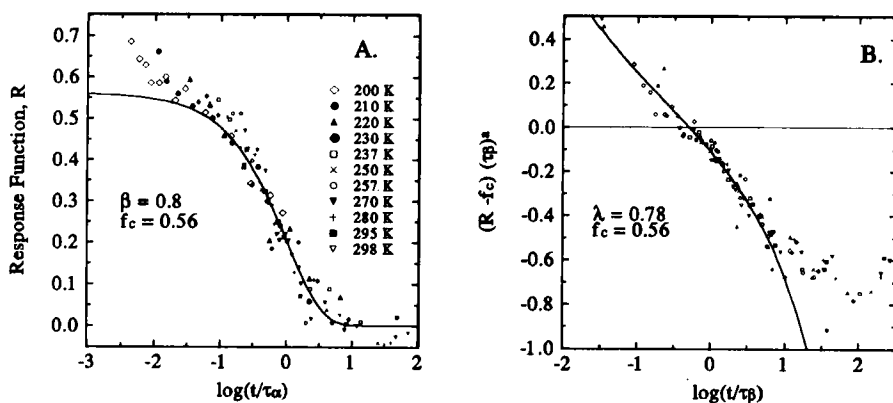 A.
Response Function, R
0.7
0.6
0.5
0.4
0.3
0.2
0.1
0.0
β = 0.8
fc = 0.56
200 K
210 K
220 K
230 K
237 K
250 K
257 K
270 K
280 K
295 K
298 K
-3 -2 -1 0 1 2
log(t/τα)
B.
(R -fc) (τβ)ᵃ
0.4
0.2
0.0
-0.2
-0.4
-0.6
-0.8
-1.0
λ = 0.78
fc = 0.56
-2 -1 0 1 2
log(t/τβ)